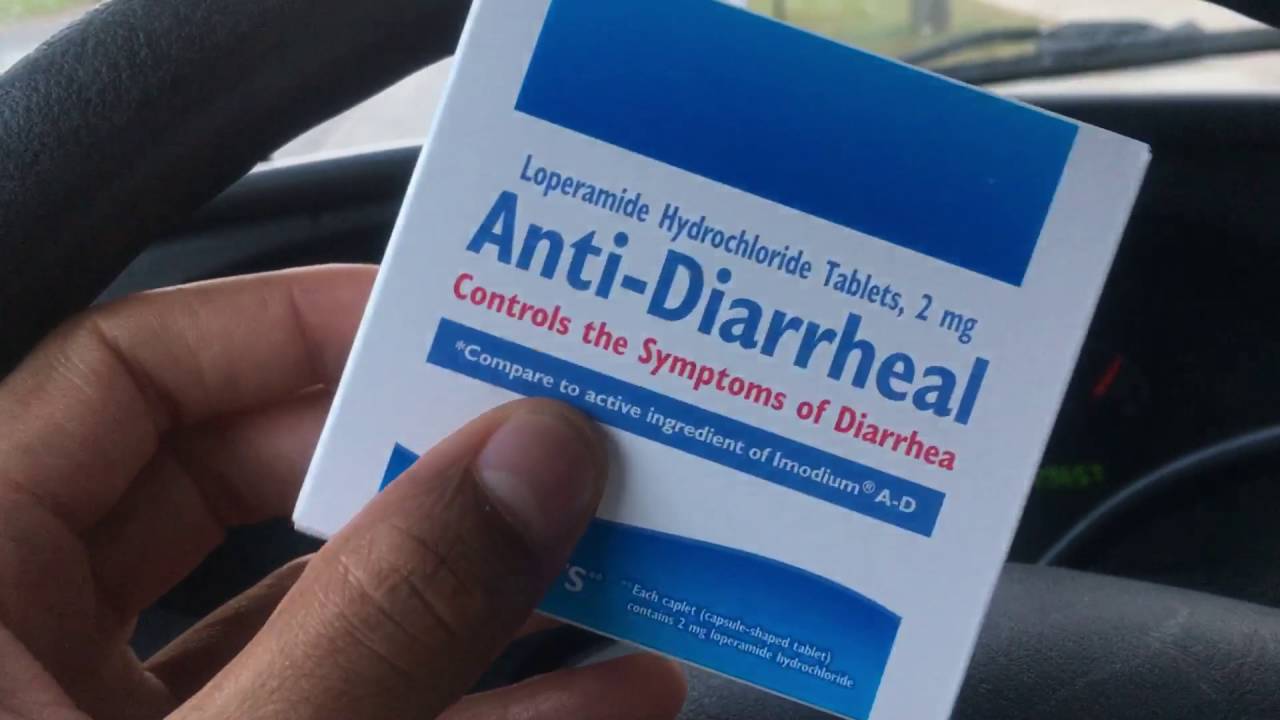 Loperamide Hydrochloride Tablets, 2 mg
Anti-Diarrheal
Controls the Symptoms of Diarrhea
*Compare to active ingredient of Imodium® A-D
**Each caplet (capsule-shaped tablet)
contains 2 mg loperamide hydrochloride